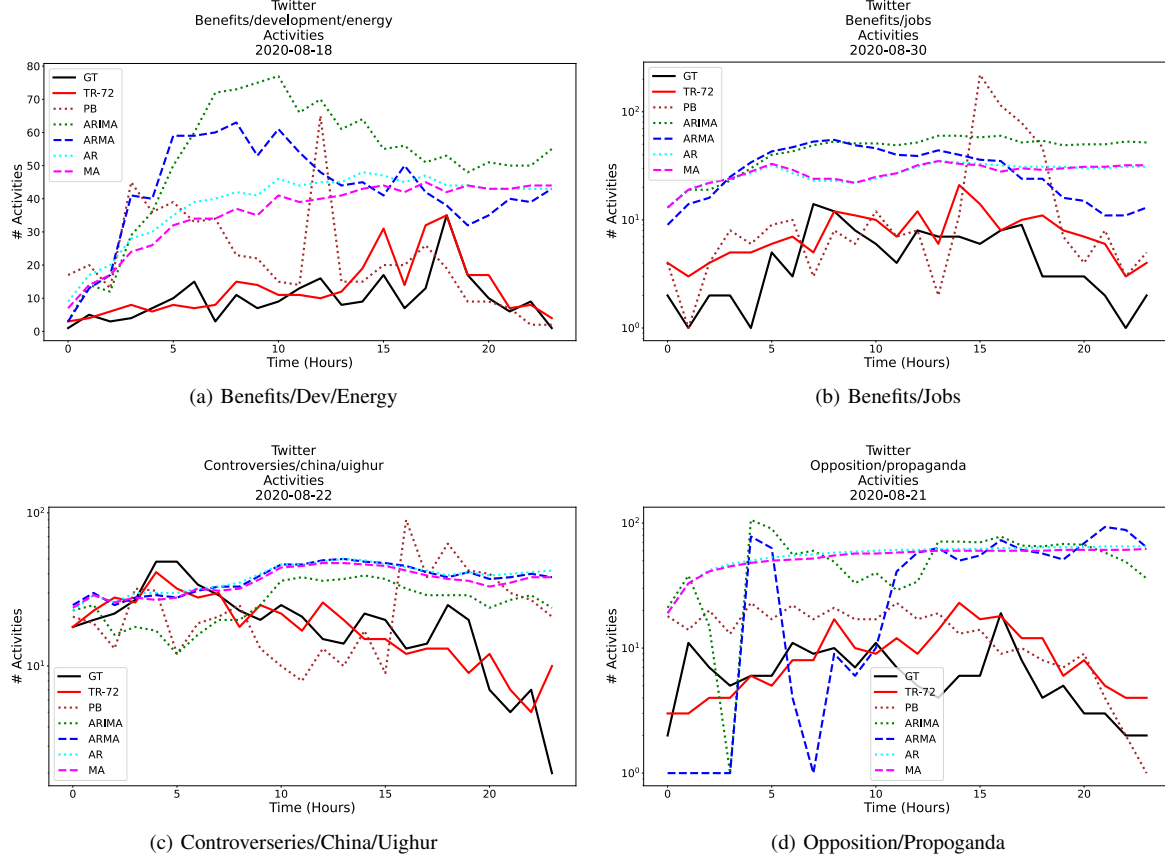 Twitter
Benefits/development/energy
Activities
2020-08-18
80
70
60
50
40
30
20
10
0
# Activities
GT
TR-72
PB
ARIMA
ARMA
AR
MA
0 5 10 15 20
Time (Hours)
(a) Benefits/Dev/Energy
Twitter
Benefits/jobs
Activities
2020-08-30
10²
10¹
10⁰
# Activities
GT
TR-72
PB
ARIMA
ARMA
AR
MA
0 5 10 15 20
Time (Hours)
(b) Benefits/Jobs
Twitter
Controversies/china/uighur
Activities
2020-08-22
10²
10¹
# Activities
GT
TR-72
PB
ARIMA
ARMA
AR
MA
0 5 10 15 20
Time (Hours)
(c) Controverseries/China/Uighur
Twitter
Opposition/propaganda
Activities
2020-08-21
10²
10¹
10⁰
# Activities
GT
TR-72
PB
ARIMA
ARMA
AR
MA
0 5 10 15 20
Time (Hours)
(d) Opposition/Propoganda